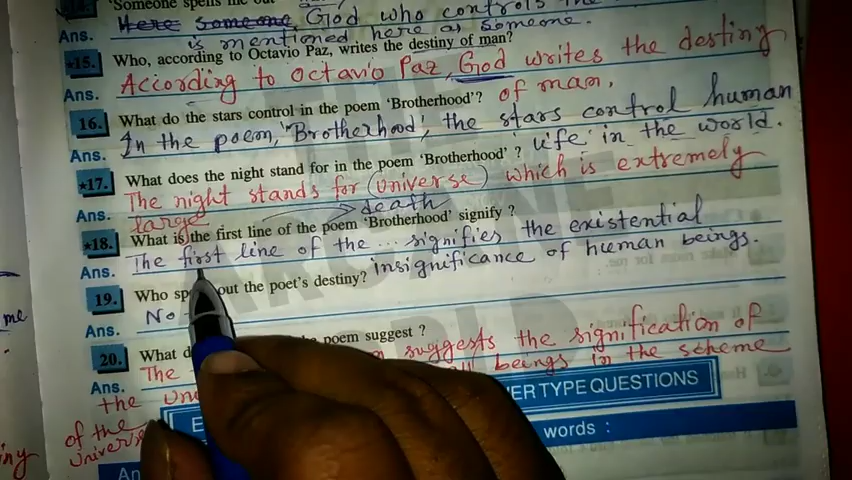 'Someone spells me out
Here someone, God who controls the
Ans. is mentioned here as someone.
*15. Who, according to Octavio Paz, writes the destiny of man?
According to Octavio Paz, God writes the destiny
Ans. of man.
16. What do the stars control in the poem 'Brotherhood'?
In the poem, 'Brotherhood', the stars control human
Ans. life in the world.
*17. What does the night stand for in the poem 'Brotherhood' ?
The night stands for (universe) which is extremely
Ans. large death
*18. What is the first line of the poem 'Brotherhood' signify ?
The first line of the ... signifies the existential
Ans. insignificance of human beings.
19. Who sp out the poet's destiny?
Ans. No
20. What d poem suggest ?
Ans. The suggests the signification of
the un all beings in the scheme
of the
universe
ER TYPE QUESTIONS
E words :
An
me
ny